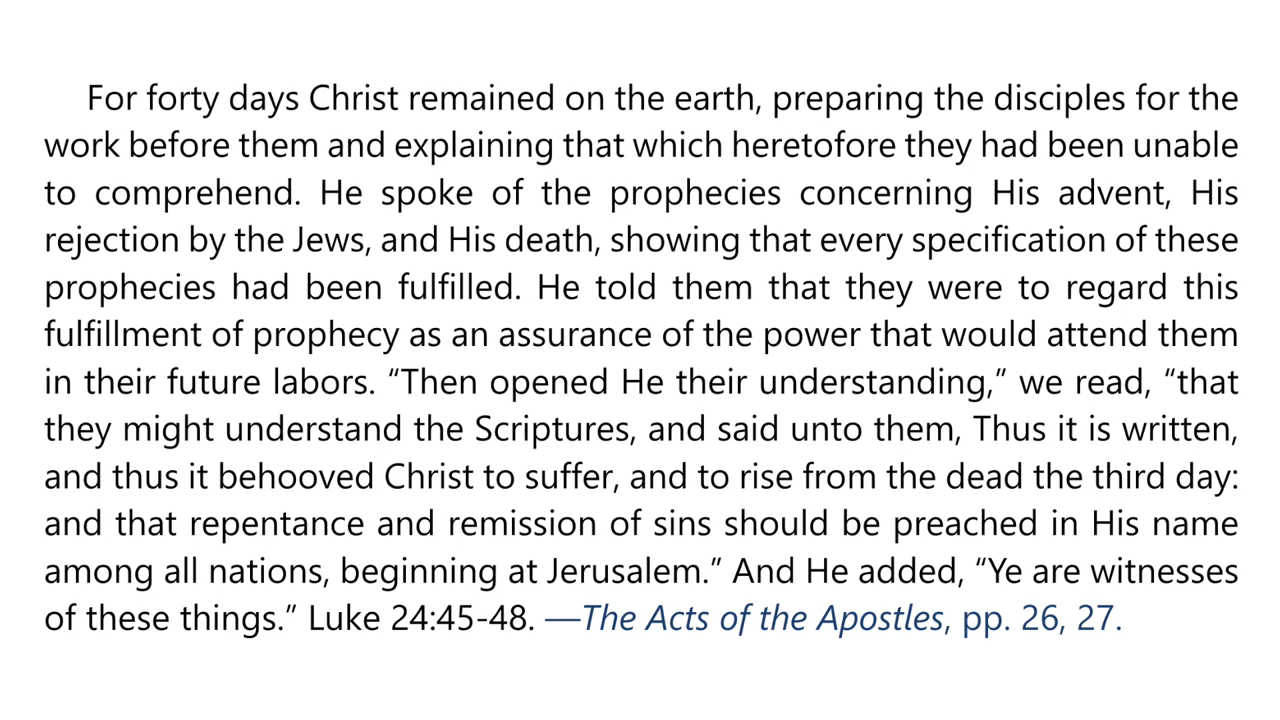 For forty days Christ remained on the earth, preparing the disciples for the
work before them and explaining that which heretofore they had been unable
to comprehend. He spoke of the prophecies concerning His advent, His
rejection by the Jews, and His death, showing that every specification of these
prophecies had been fulfilled. He told them that they were to regard this
fulfillment of prophecy as an assurance of the power that would attend them
in their future labors. “Then opened He their understanding,” we read, “that
they might understand the Scriptures, and said unto them, Thus it is written,
and thus it behooved Christ to suffer, and to rise from the dead the third day:
and that repentance and remission of sins should be preached in His name
among all nations, beginning at Jerusalem.” And He added, “Ye are witnesses
of these things.” Luke 24:45-48. —The Acts of the Apostles, pp. 26, 27.